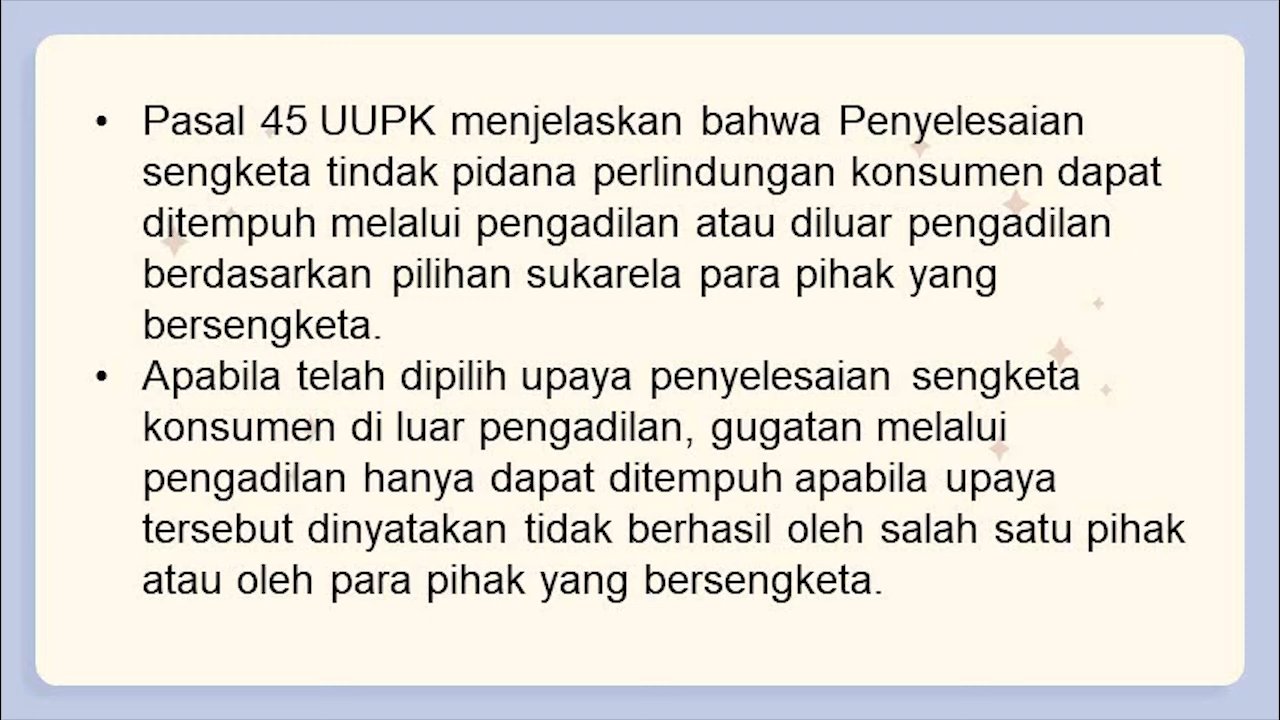 • Pasal 45 UUPK menjelaskan bahwa Penyelesaian
sengketa tindak pidana perlindungan konsumen dapat
ditempuh melalui pengadilan atau diluar pengadilan
berdasarkan pilihan sukarela para pihak yang
bersengketa.
• Apabila telah dipilih upaya penyelesaian sengketa
konsumen di luar pengadilan, gugatan melalui
pengadilan hanya dapat ditempuh apabila upaya
tersebut dinyatakan tidak berhasil oleh salah satu pihak
atau oleh para pihak yang bersengketa.